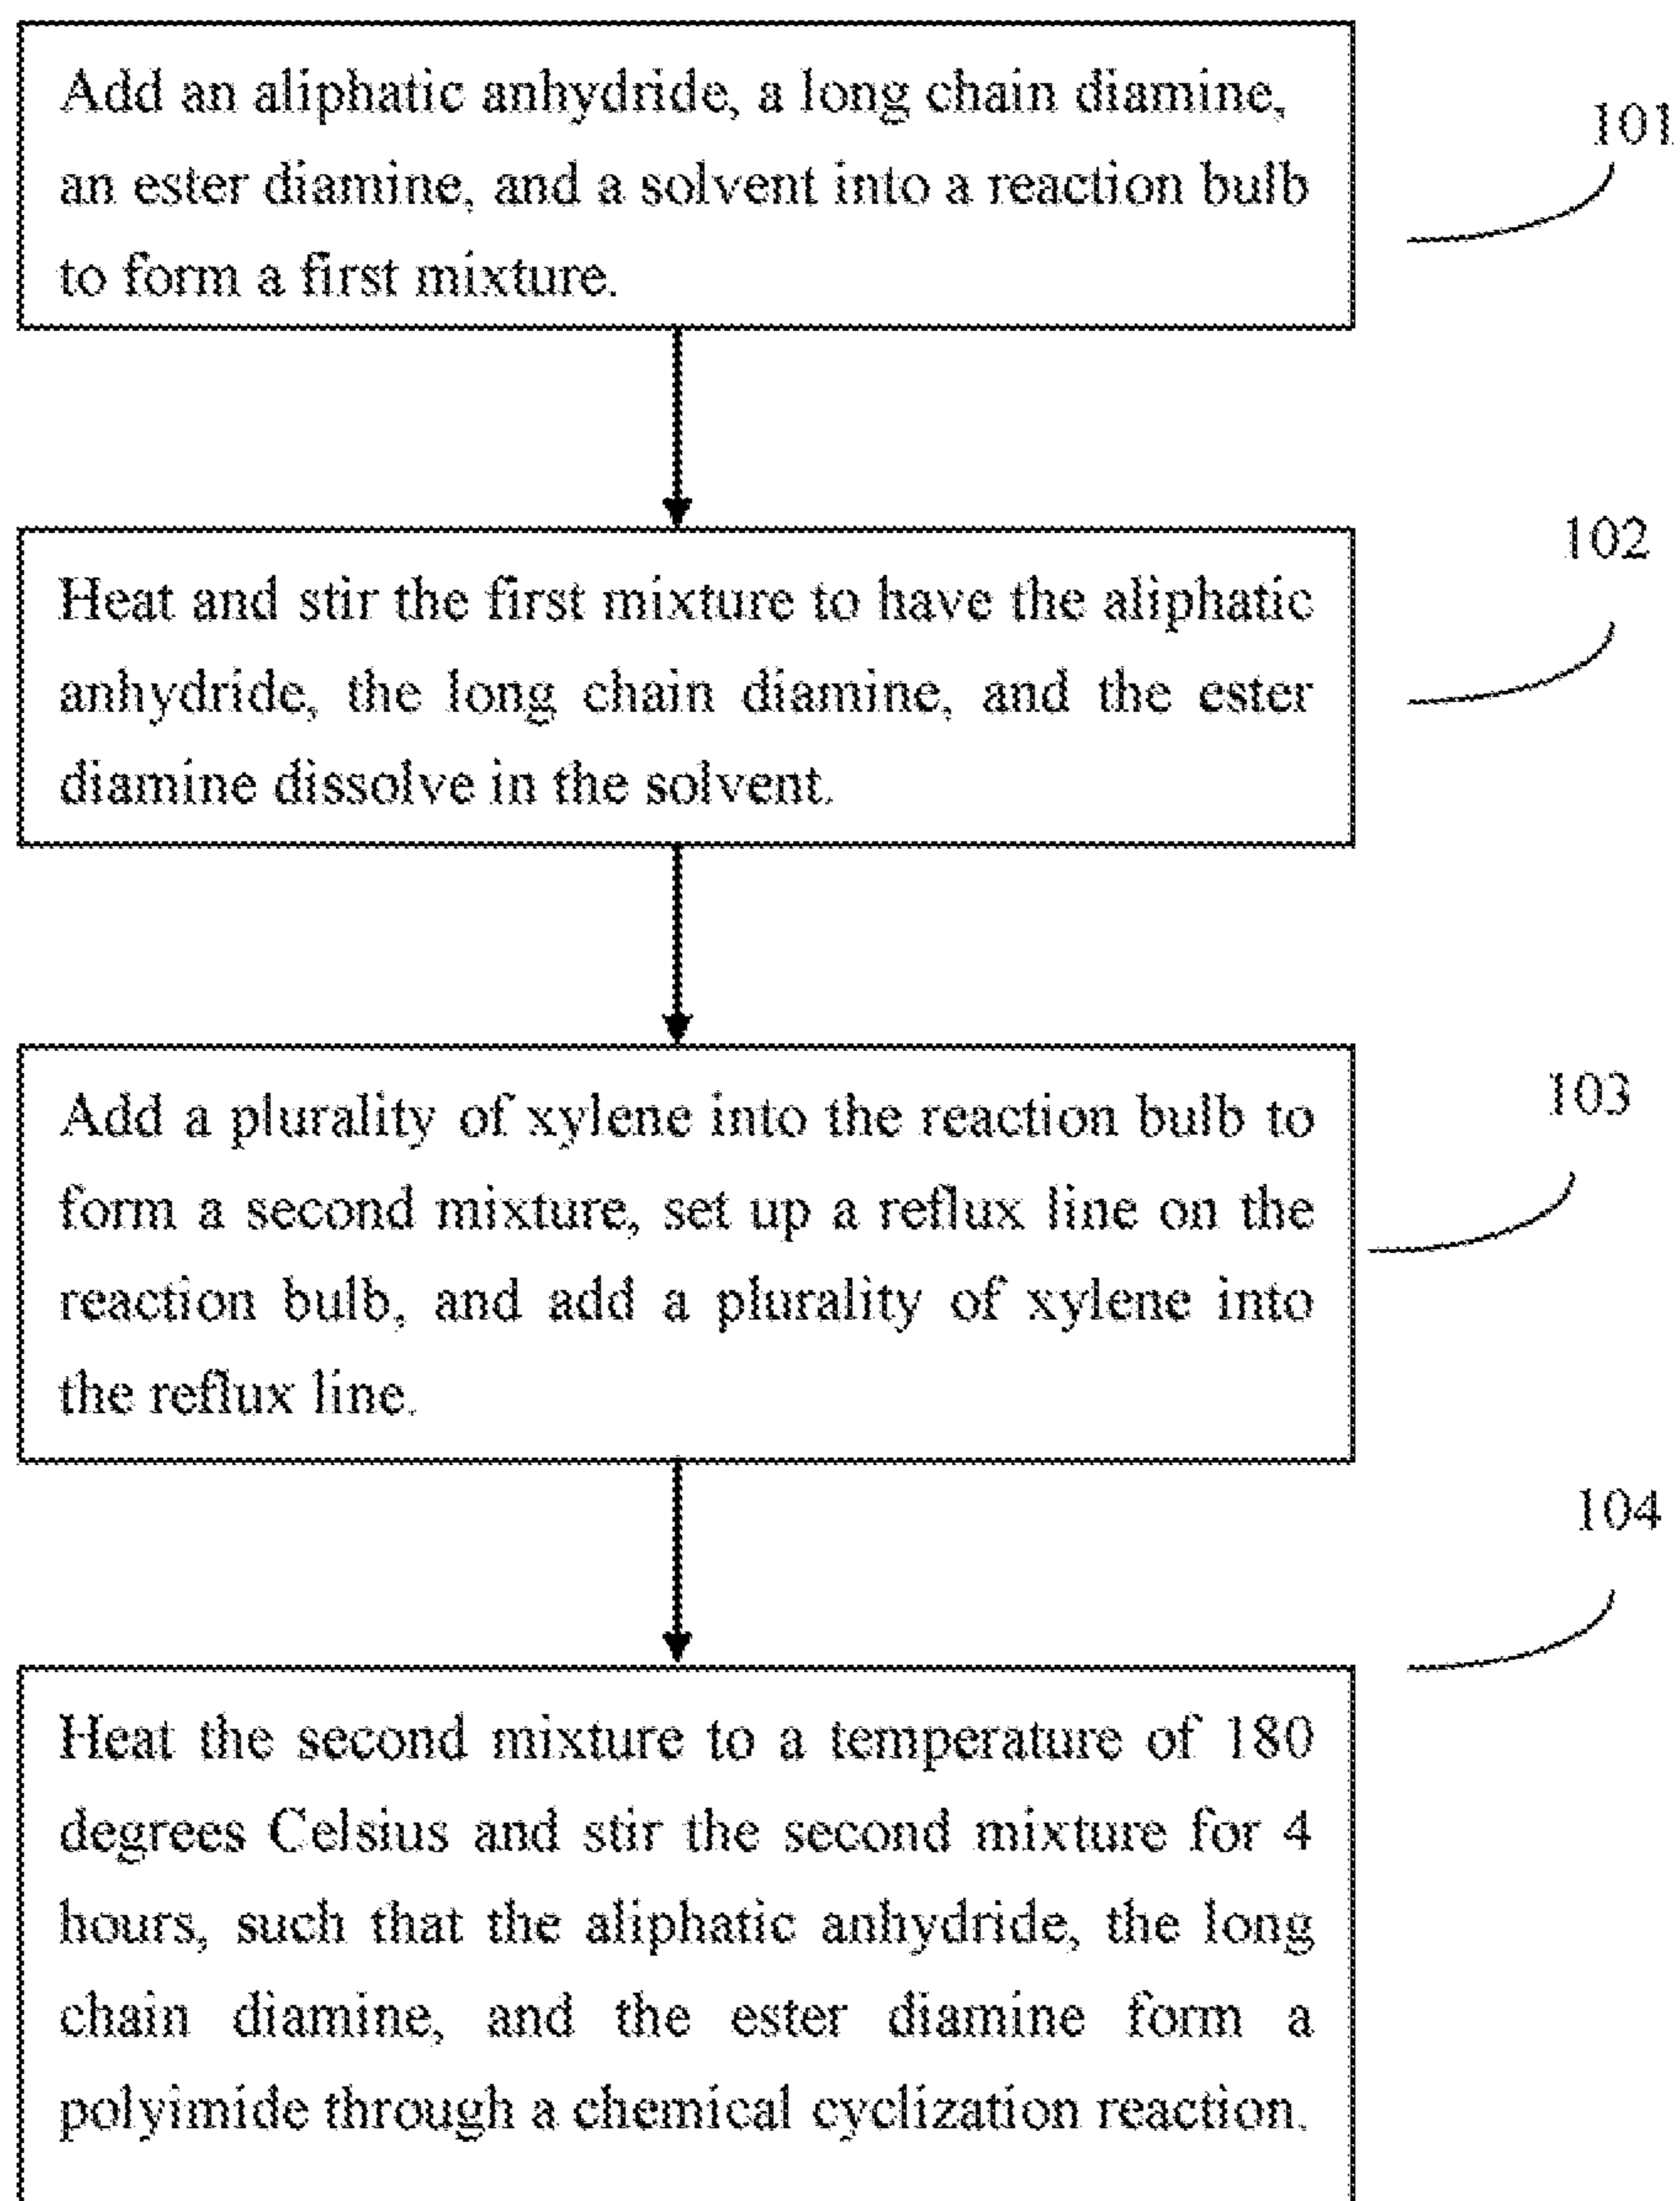 Add an aliphatic anhydride, a long chain diamine,
an ester diamine, and a solvent into a reaction bulb
to form a first mixture.
101
Heat and stir the first mixture to have the aliphatic
anhydride, the long chain diamine, and the ester
diamine dissolve in the solvent.
102
Add a plurality of xylene into the reaction bulb to
form a second mixture, set up a reflux line on the
reaction bulb, and add a plurality of xylene into
the reflux line.
103
Heat the second mixture to a temperature of 180
degrees Celsius and stir the second mixture for 4
hours, such that the aliphatic anhydride, the long
chain diamine, and the ester diamine form a
polyimide through a chemical cyclization reaction.
104